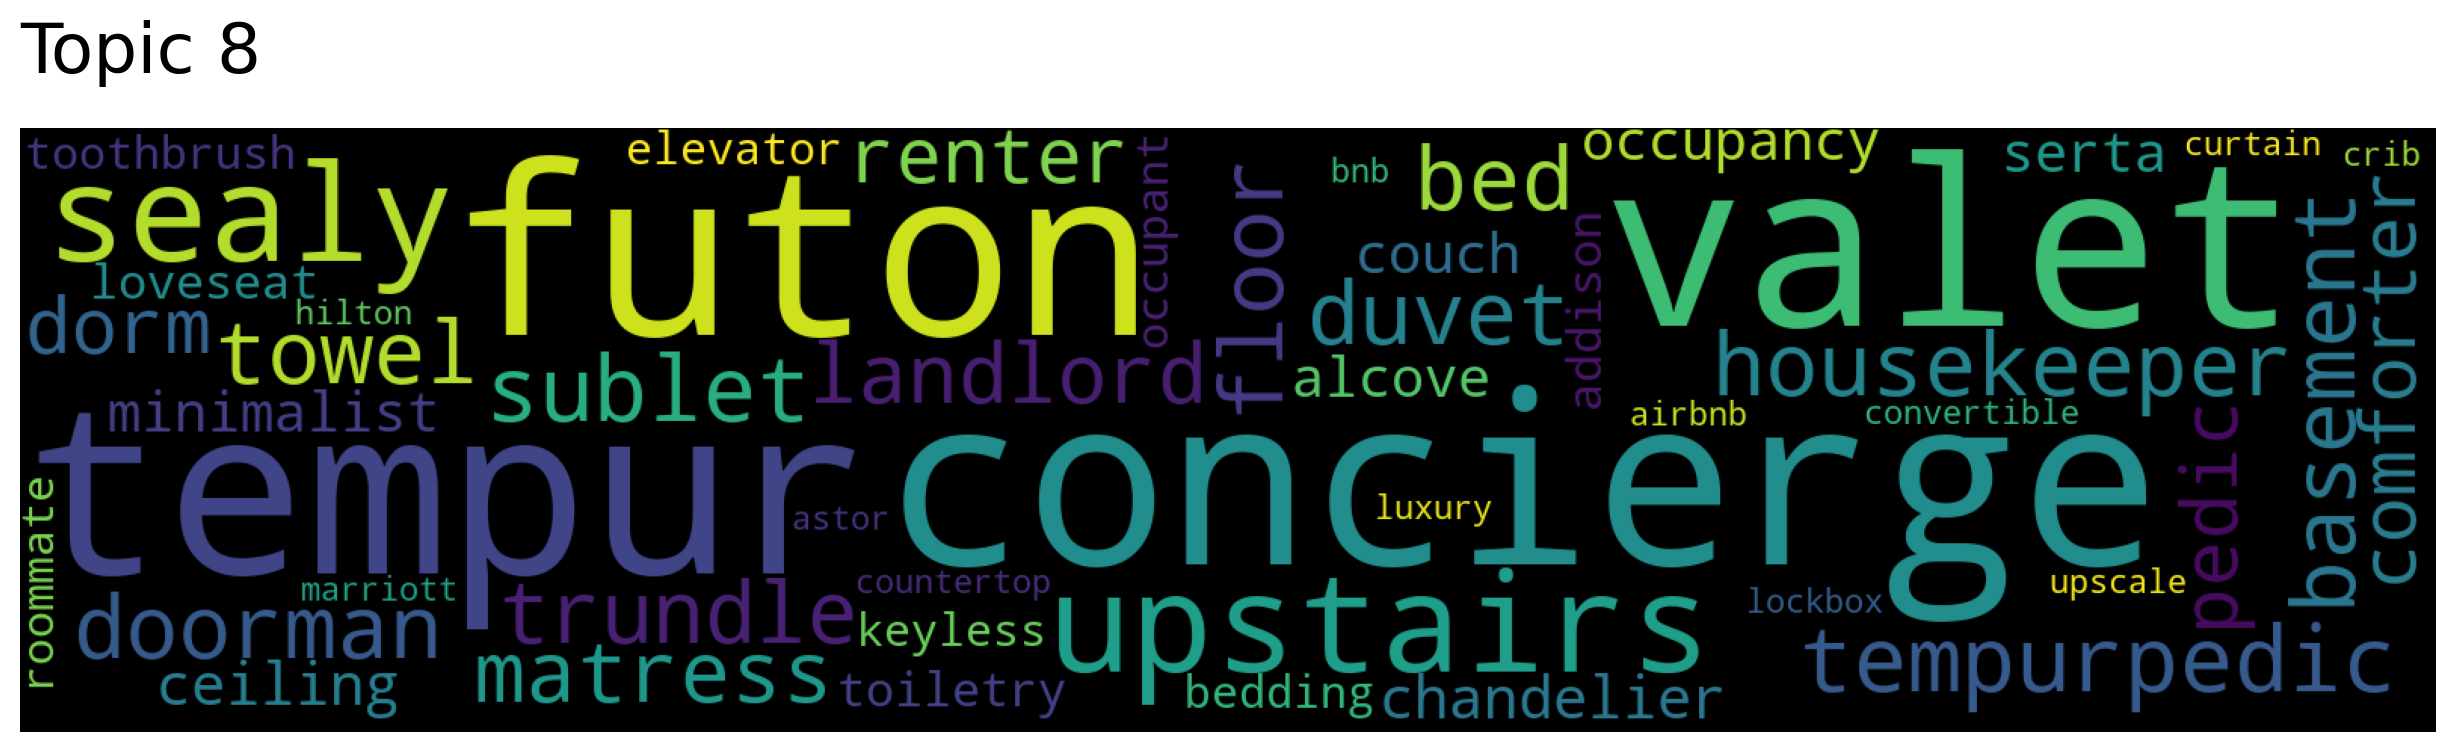 Topic 8
toothbrush
elevator
renter
occupant
bnb
bed
occupancy
serta
curtain
crib
sealy
futon
floor
couch
addison
valet
basement
comforter
loveseat
hilton
dorm
towel
duvet
sublet
landlord
alcove
housekeeper
minimalist
airbnb
convertible
tempur
concierge
pedic
roommate
astor
luxury
marriott
countertop
lockbox
upscale
doorman
trundle
keyless
upstairs
tempurpedic
ceiling
matress
toiletry
bedding
chandelier